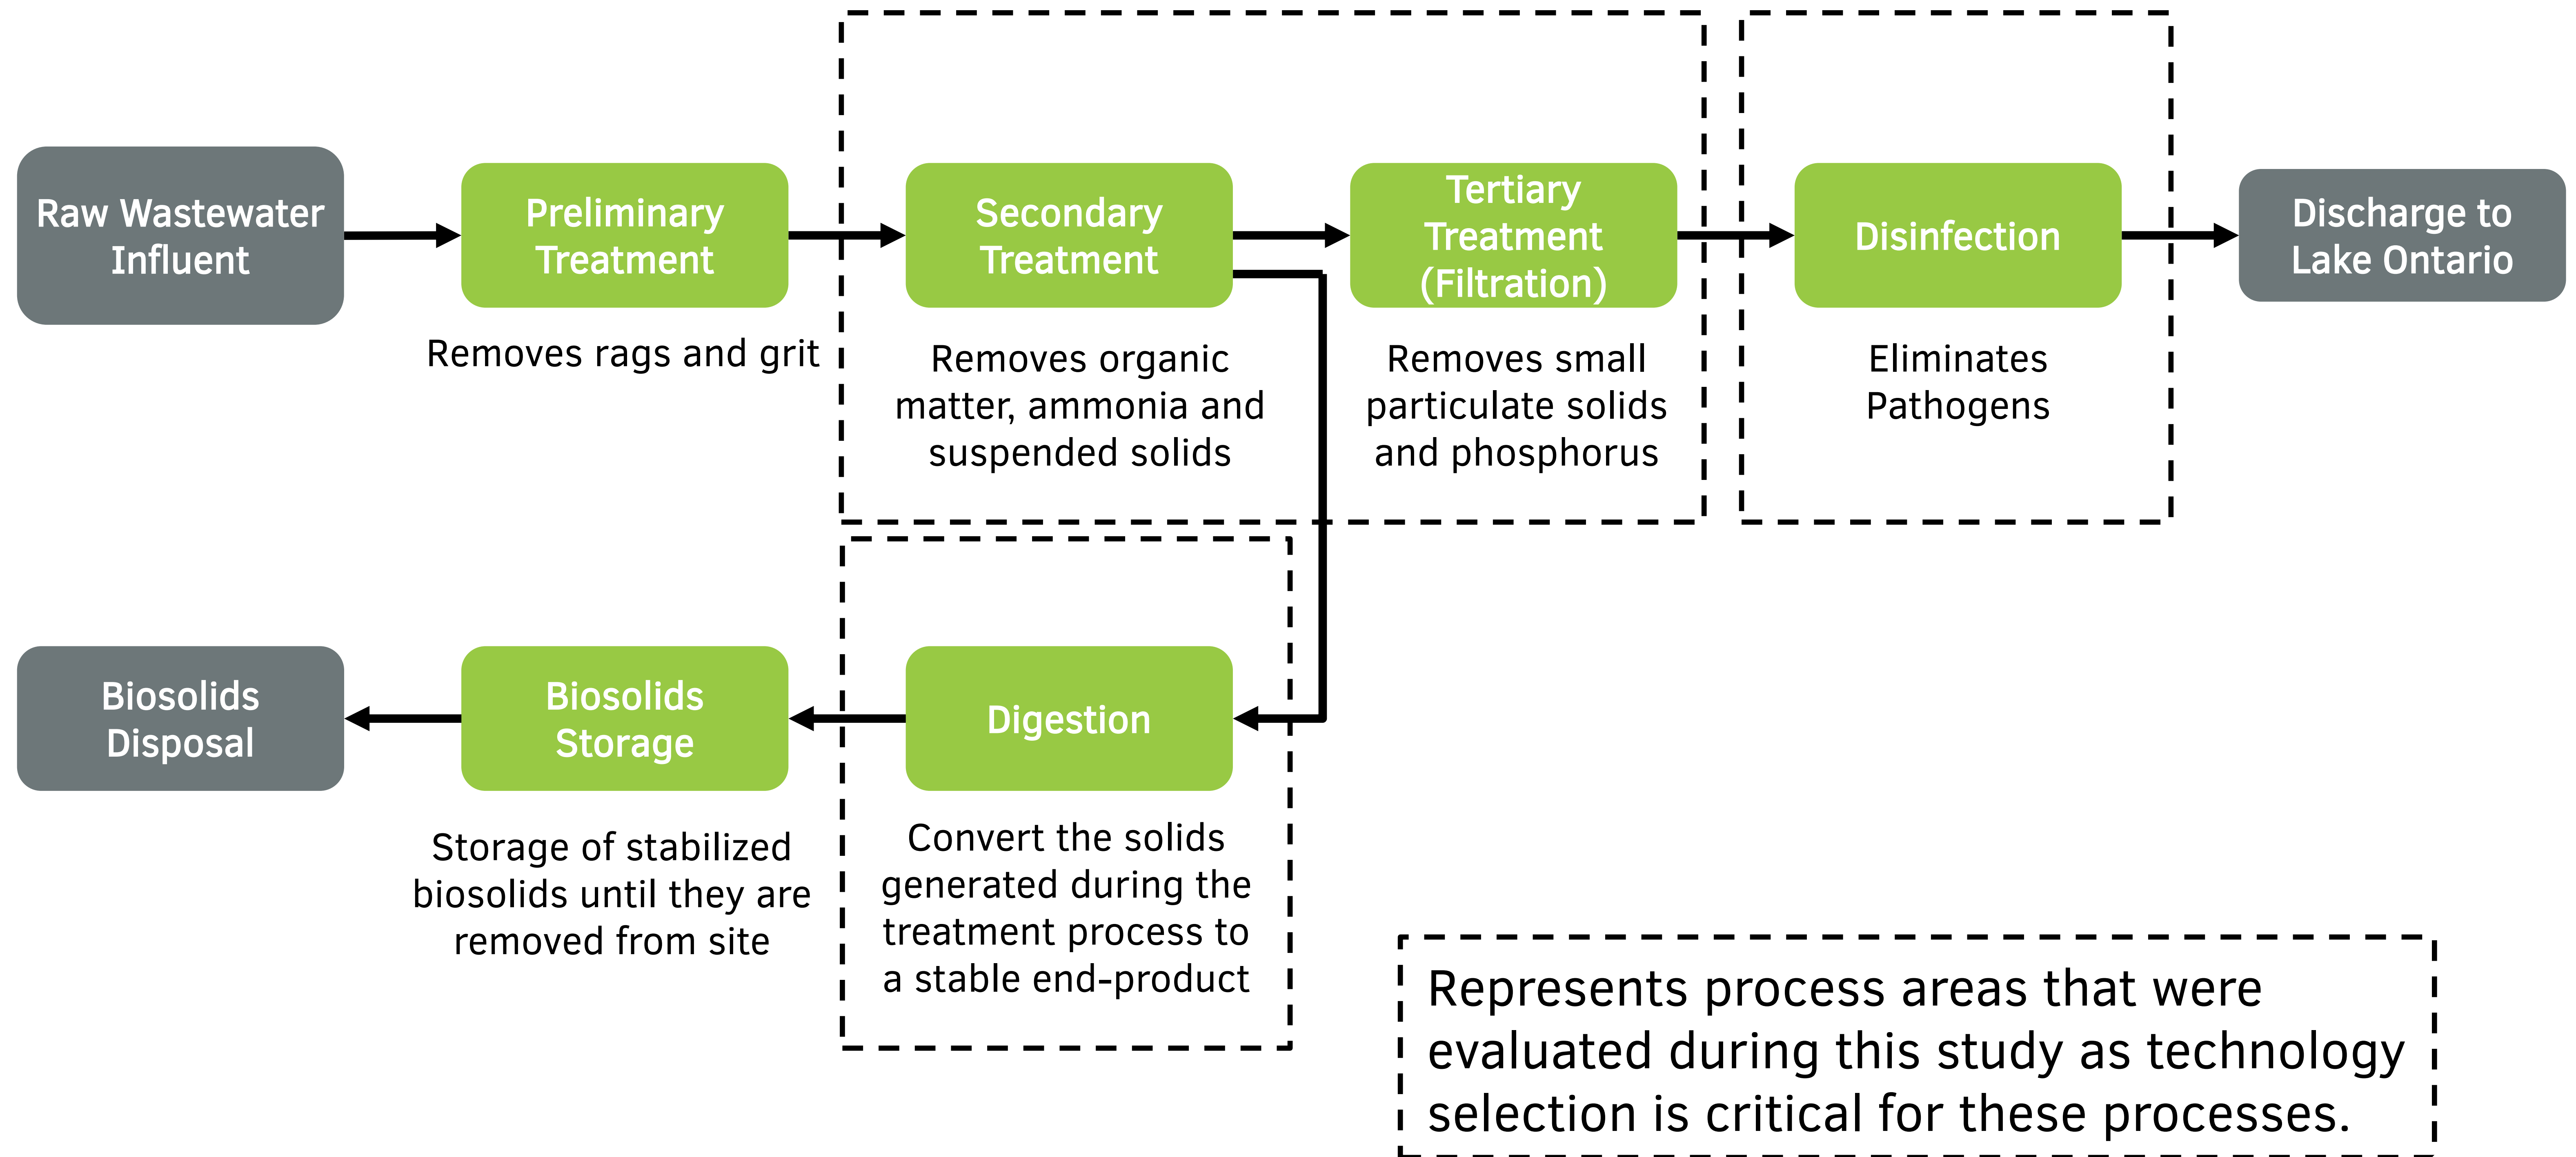 Raw Wastewater
Influent
Preliminary
Treatment
Removes rags and grit
Secondary
Treatment
Removes organic
matter, ammonia and
suspended solids
Tertiary
Treatment
(Filtration)
Removes small
particulate solids
and phosphorus
Disinfection
Eliminates
Pathogens
Discharge to
Lake Ontario
Biosolids
Disposal
Biosolids
Storage
Storage of stabilized
biosolids until they are
removed from site
Digestion
Convert the solids
generated during the
treatment process to
a stable end-product
Represents process areas that were
evaluated during this study as technology
selection is critical for these processes.